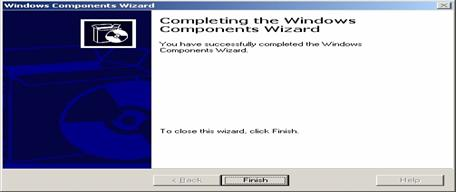 Windows Components Wizard
Completing the Windows
Components Wizard
You have successfully completed the Windows
Components Wizard.
To close this wizard, click Finish.
< Back
Finish
Help